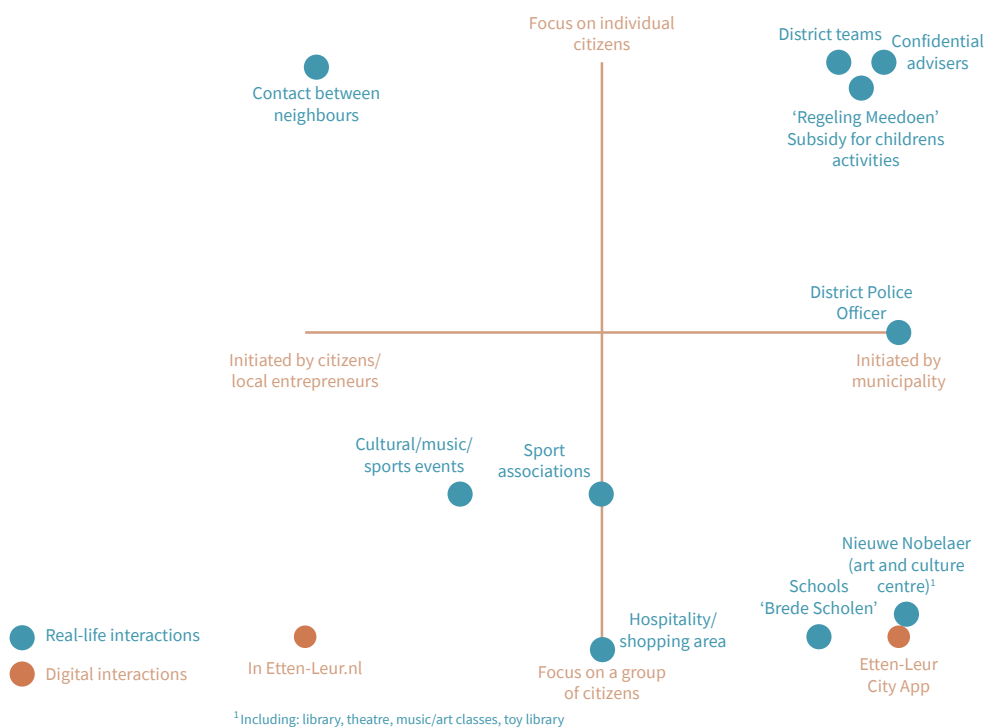 Focus on individual
citizens
District teams
Confidential
advisers
Contact between
neighbours
‘Regeling Meedoen’
Subsidy for childrens
activities
District Police
Officer
Initiated by citizens/
local entrepreneurs
Initiated by
municipality
Cultural/music/
sports events
Sport
associations
Nieuwe Nobelaer
(art and culture
centre)¹
Schools
‘Brede Scholen’
Hospitality/
shopping area
Real-life interactions
Digital interactions
In Etten-Leur.nl
Focus on a group
of citizens
Etten-Leur
City App
¹ Including: library, theatre, music/art classes, toy library